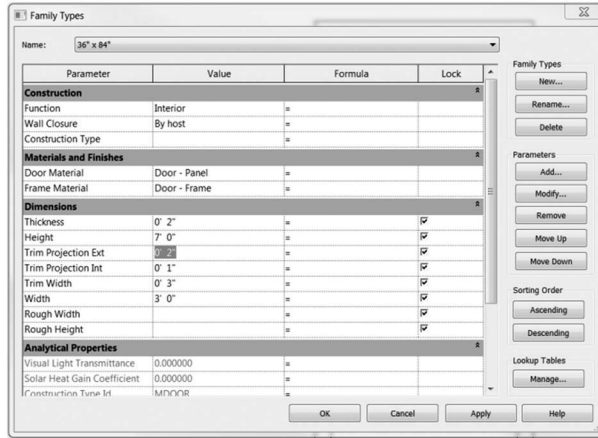 Family Types
Name: 36" x 84"
Parameter Value Formula Lock
Construction
Function Interior =
Wall Closure By host =
Construction Type =
Materials and Finishes
Door Material Door - Panel =
Frame Material Door - Frame =
Dimensions
Thickness 0' 2" =
Height 7' 0" =
Trim Projection Ext 0' 2" =
Trim Projection Int 0' 1" =
Trim Width 0' 3" =
Width 3' 0" =
Rough Width =
Rough Height =
Analytical Properties
Visual Light Transmittance 0.000000 =
Solar Heat Gain Coefficient 0.000000 =
Construction Type Id MDOOR =
Family Types
New...
Rename...
Delete
Parameters
Add...
Modify...
Remove
Move Up
Move Down
Sorting Order
Ascending
Descending
Lookup Tables
Manage...
OK Cancel Apply Help